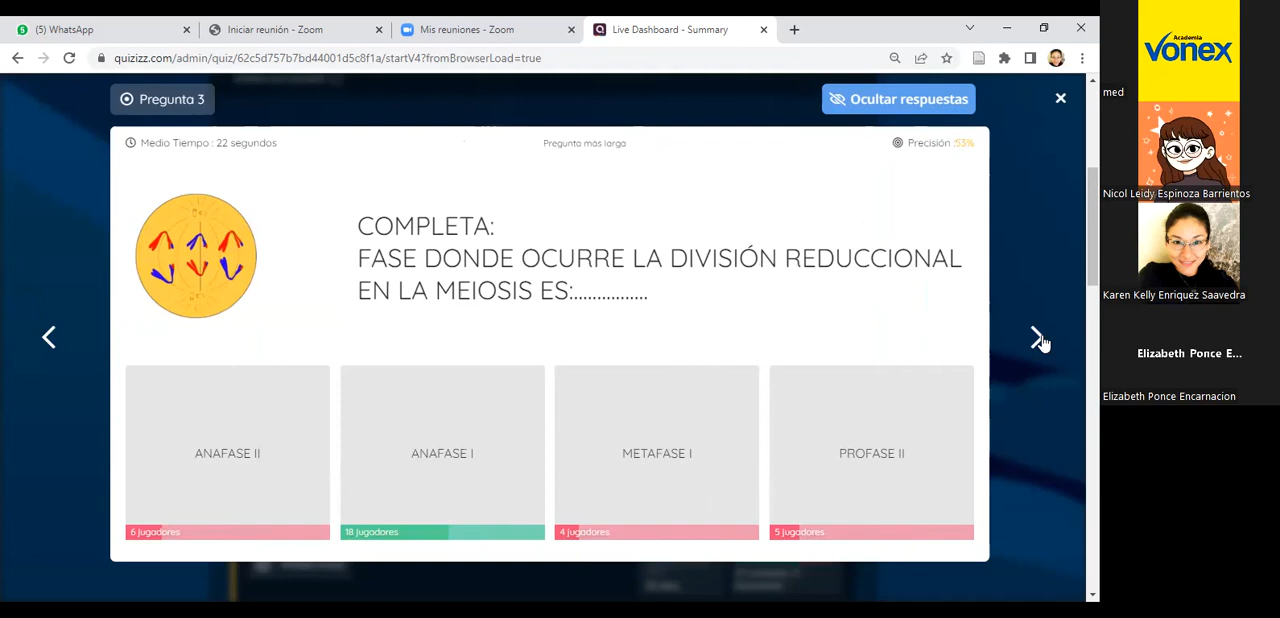 (5) WhatsApp
Iniciar reunión - Zoom
Mis reuniones - Zoom
Live Dashboard - Summary
quizizz.com/admin/quiz/62c5d757b7bd44001d5c8f1a/startV4?fromBrowserLoad=true
Pregunta 3
Ocultar respuestas
Medio Tiempo : 22 segundos
Pregunta más larga
Precisión :53%
COMPLETA:
FASE DONDE OCURRE LA DIVISIÓN REDUCCIONAL
EN LA MEIOSIS ES:...............
ANAFASE II
ANAFASE I
METAFASE I
PROFASE II
6 jugadores
18 jugadores
4 jugadores
5 jugadores
Academia
vonex
med
Nicol Leidy Espinoza Barrientos
Karen Kelly Enriquez Saavedra
Elizabeth Ponce E...
Elizabeth Ponce Encarnacion